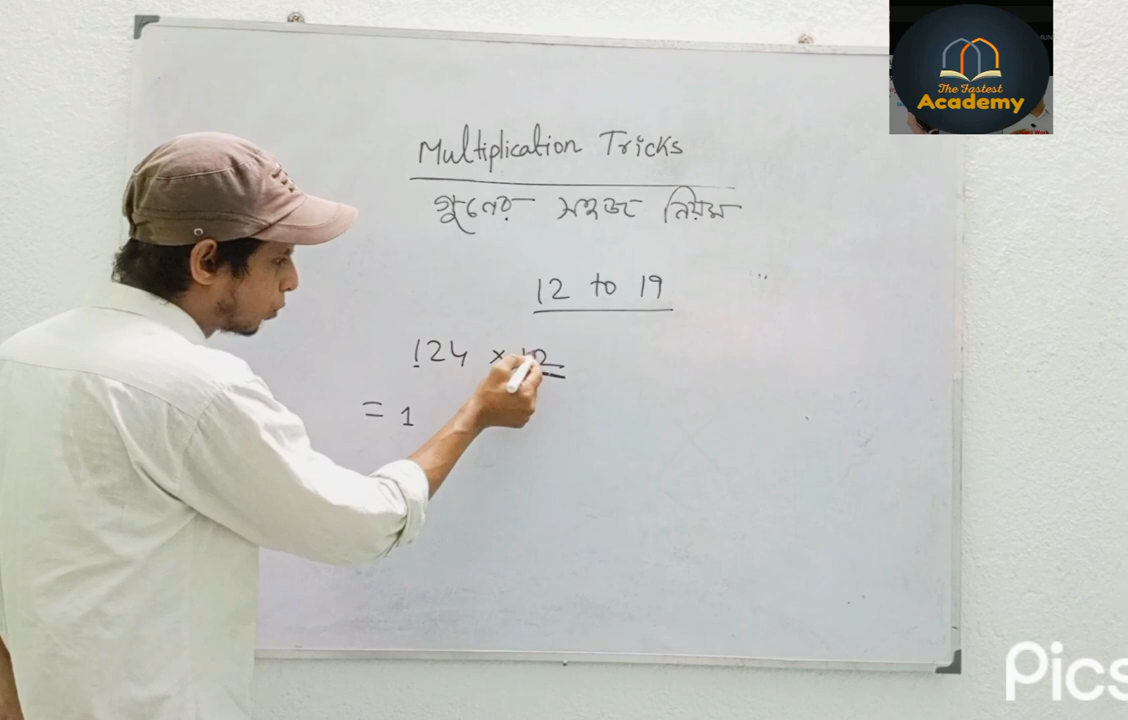 The Fastest
Academy
Multiplication Tricks
গুনের সহজ নিয়ম
12 to 19
124 × 12
= 1
Pics